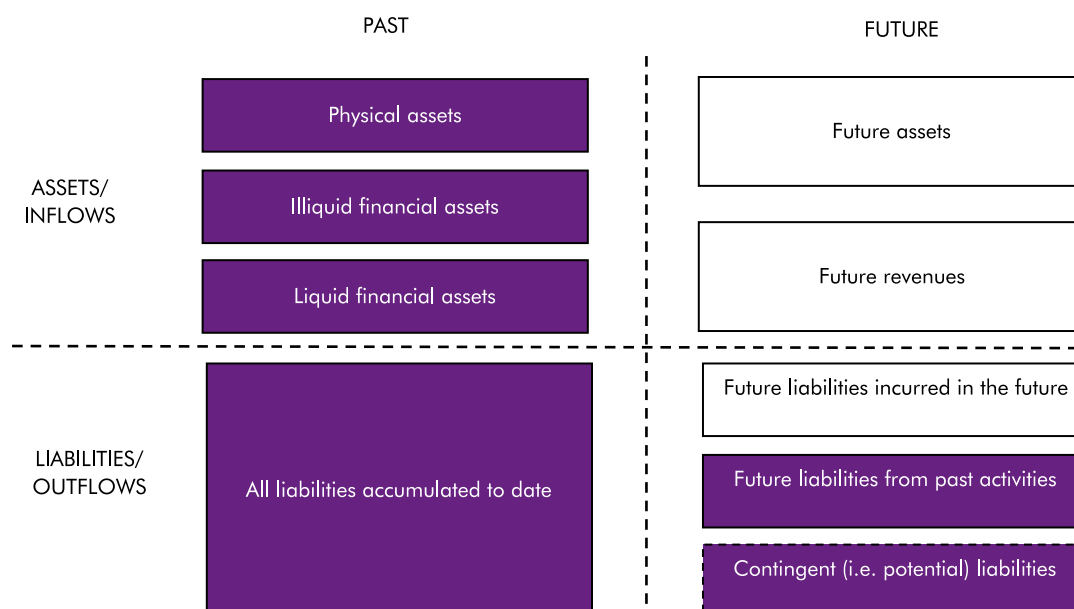 PAST
FUTURE
ASSETS/
INFLOWS
Physical assets
Illiquid financial assets
Liquid financial assets
Future assets
Future revenues
LIABILITIES/
OUTFLOWS
All liabilities accumulated to date
Future liabilities incurred in the future
Future liabilities from past activities
Contingent (i.e. potential) liabilities